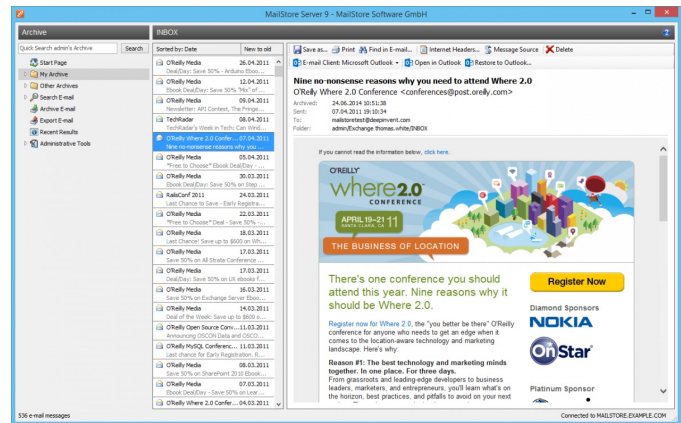 MailStore Server 9 - MailStore Software GmbH
Archive
INBOX
Quick Search admin's Archive
Search
Start Page
My Archive
Other Archives
Search E-mail
Archive E-mail
Export E-mail
Recent Results
Administrative Tools
Sorted by: Date
New to old
O'Reilly Media 26.04.2011
Deal/Day: Save 50% - Arduino Eboo...
O'Reilly Media 12.04.2011
Ebook Deal/Day: Save 50% "Mix" of ...
O'Reilly Media 09.04.2011
Newsletter: API Contest, The Fringe...
TechRadar 08.04.2011
TechRadar's Week in Tech: Can Wind...
O'Reilly Where 2.0 Confer... 07.04.2011
Nine no-nonsense reasons why you ...
O'Reilly Media 05.04.2011
*Free to Choose* Ebook Deal/Day - ...
O'Reilly Media 30.03.2011
Ebook Deal/Day: Save 50% on Step ...
RailsConf 2011 24.03.2011
Last Chance to Save - Early Registra...
O'Reilly Media 22.03.2011
*Free to Choose* Deal - Save 50% -...
O'Reilly Media 18.03.2011
Last Chance! Save up to $600 on Wh...
O'Reilly Media 17.03.2011
Save 50% on All Strata Conference ...
O'Reilly Media 17.03.2011
Deal/Day: Save 50% on UX ebooks f...
O'Reilly Media 16.03.2011
Save 50% on Exchange Server Eboo...
O'Reilly Media 14.03.2011
Deal of the Week: Save up to $600 o...
O'Reilly Open Source Conv... 11.03.2011
Announcing OSCON Data and OSCO...
O'Reilly MySQL Conferenc... 11.03.2011
Last chance for Early Registration. R...
O'Reilly Media 08.03.2011
Save 50% on SharePoint 2010 Ebook...
O'Reilly Media 07.03.2011
Ebook Deal/Day - Save 50% on Lear...
O'Reilly Where 2.0 Confer... 04.03.2011
Save as... Print Find in E-mail... Internet Headers... Message Source Delete
E-mail Client: Microsoft Outlook Open in Outlook Restore to Outlook...
Nine no-nonsense reasons why you need to attend Where 2.0
O'Reilly Where 2.0 Conference <conferences@post.oreilly.com>
Archived: 24.06.2014 10:51:38
Sent: 07.04.2011 19:10:34
To: mailstoretest@deepinvent.com
Folder: admin/Exchange thomas.white/INBOX
If you cannot read the information below, click here.
O'REILLY
where2.0
CONFERENCE
APRIL 19-21 11
SANTA CLARA, CA
THE BUSINESS OF LOCATION
There's one conference you should
attend this year. Nine reasons why it
should be Where 2.0.
Register now for Where 2.0, the "you better be there" O'Reilly
conference for anyone who needs to get an edge when it
comes to the location-aware technology and marketing
landscape. Here's why:
Reason #1: The best technology and marketing minds
together. In one place. For three days.
From grassroots and leading-edge developers to business
leaders, marketers, and entrepreneurs, you'll learn what's on
the horizon, best practices, and pitfalls to avoid on your next
Register Now
Diamond Sponsors
NOKIA
OnStar
Platinum Sponsor
536 e-mail messages
Connected to MAILSTORE.EXAMPLE.COM